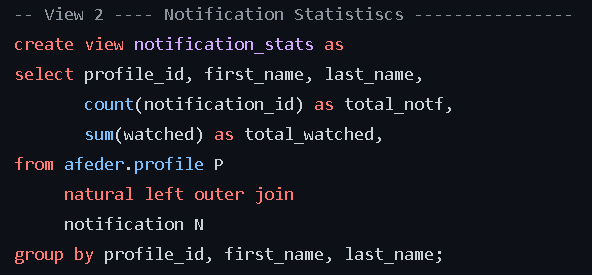 -- View 2 ---- Notification Statistiscs ----------------
create view notification_stats as
select profile_id, first_name, last_name,
count(notification_id) as total_notf,
sum(watched) as total_watched,
from afeder.profile P
natural left outer join
notification N
group by profile_id, first_name, last_name;